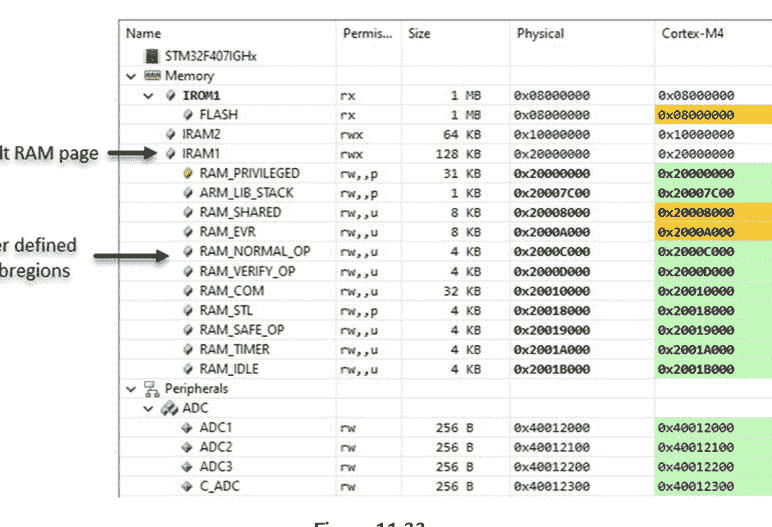 Name Permis... Size Physical Cortex-M4
STM32F407IGHx
Memory
IROM1 rx 1 MB 0x08000000 0x08000000
FLASH rx 1 MB 0x08000000 0x08000000
IRAM2 rwx 64 KB 0x10000000 0x10000000
lt RAM page IRAM1 rwx 128 KB 0x20000000 0x20000000
RAM_PRIVILEGED rw,,p 31 KB 0x20000000 0x20000000
ARM_LIB_STACK rw,,p 1 KB 0x20007C00 0x20007C00
RAM_SHARED rw,,u 8 KB 0x20008000 0x20008000
RAM_EVR rw,,u 8 KB 0x2000A000 0x2000A000
er defined RAM_NORMAL_OP rw,,u 4 KB 0x2000C000 0x2000C000
bregions RAM_VERIFY_OP rw,,u 4 KB 0x2000D000 0x2000D000
RAM_COM rw,,u 32 KB 0x20010000 0x20010000
RAM_STL rw,,p 4 KB 0x20018000 0x20018000
RAM_SAFE_OP rw,,u 4 KB 0x20019000 0x20019000
RAM_TIMER rw,,u 4 KB 0x2001A000 0x2001A000
RAM_IDLE rw,,u 4 KB 0x2001B000 0x2001B000
Peripherals
ADC
ADC1 rw 256 B 0x40012000 0x40012000
ADC2 rw 256 B 0x40012100 0x40012100
ADC3 rw 256 B 0x40012200 0x40012200
C_ADC rw 256 B 0x40012300 0x40012300